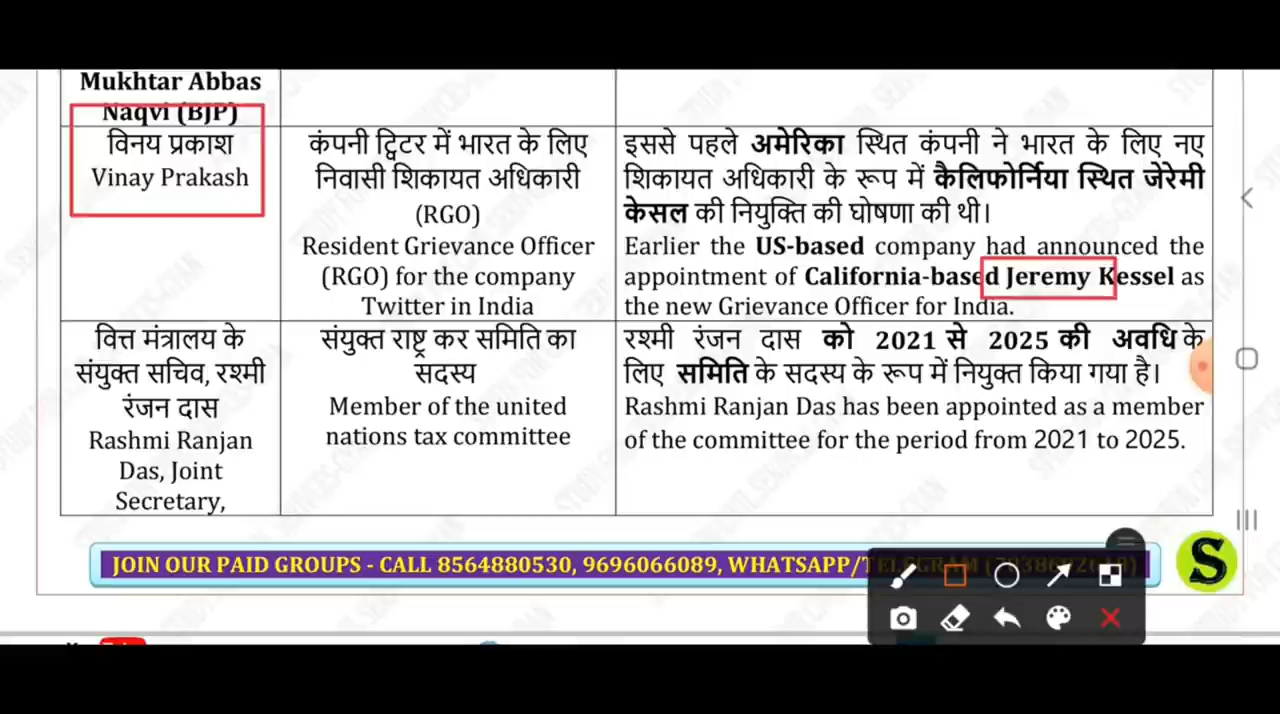 Mukhtar Abbas
Naqvi (BJP)
विनय प्रकाश
Vinay Prakash
कंपनी ट्विटर में भारत के लिए
निवासी शिकायत अधिकारी
(RGO)
Resident Grievance Officer
(RGO) for the company
Twitter in India
इससे पहले अमेरिका स्थित कंपनी ने भारत के लिए नए
शिकायत अधिकारी के रूप में कैलिफोर्निया स्थित जेरेमी
केसल की नियुक्ति की घोषणा की थी।
Earlier the US-based company had announced the
appointment of California-based Jeremy Kessel as
the new Grievance Officer for India.
वित्त मंत्रालय के
संयुक्त सचिव, रश्मी
रंजन दास
Rashmi Ranjan
Das, Joint
Secretary,
संयुक्त राष्ट्र कर समिति का
सदस्य
Member of the united
nations tax committee
रश्मी रंजन दास को 2021 से 2025 की अवधि के
लिए समिति के सदस्य के रूप में नियुक्त किया गया है।
Rashmi Ranjan Das has been appointed as a member
of the committee for the period from 2021 to 2025.
JOIN OUR PAID GROUPS - CALL 8564880530, 9696066089, WHATSAPP/TELEGRAM
S